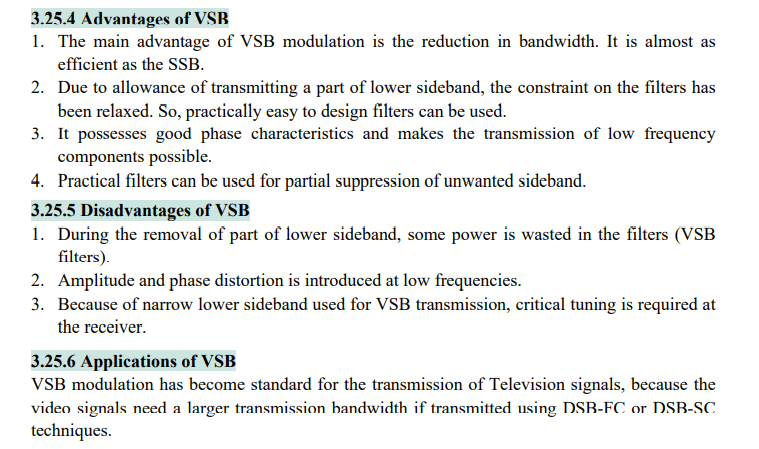 3.25.4 Advantages of VSB
1. The main advantage of VSB modulation is the reduction in bandwidth. It is almost as
efficient as the SSB.
2. Due to allowance of transmitting a part of lower sideband, the constraint on the filters has
been relaxed. So, practically easy to design filters can be used.
3. It possesses good phase characteristics and makes the transmission of low frequency
components possible.
4. Practical filters can be used for partial suppression of unwanted sideband.
3.25.5 Disadvantages of VSB
1. During the removal of part of lower sideband, some power is wasted in the filters (VSB
filters).
2. Amplitude and phase distortion is introduced at low frequencies.
3. Because of narrow lower sideband used for VSB transmission, critical tuning is required at
the receiver.
3.25.6 Applications of VSB
VSB modulation has become standard for the transmission of Television signals, because the
video signals need a larger transmission bandwidth if transmitted using DSB-FC or DSB-SC
techniques.